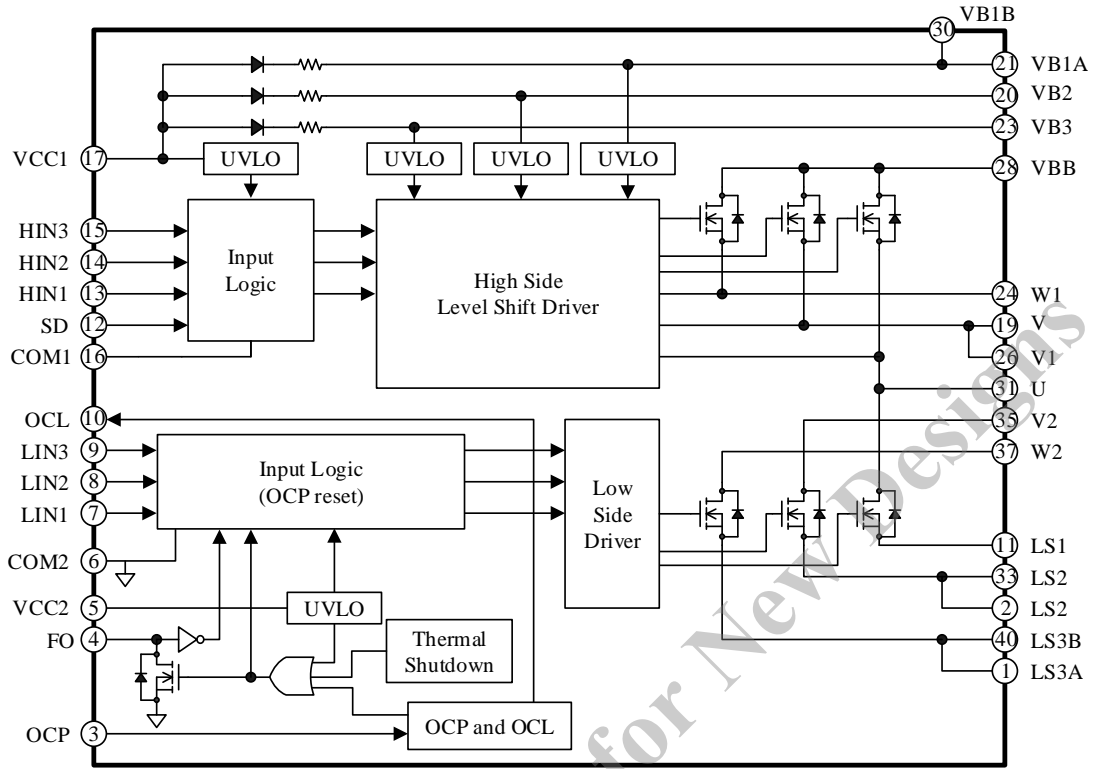 VB1B
30
21 VB1A
20 VB2
23 VB3
VCC1 17
UVLO
UVLO
UVLO
UVLO
28 VBB
HIN3 15
HIN2 14
HIN1 13
SD 12
COM1 16
Input
Logic
High Side
Level Shift Driver
24 W1
19 V
26 V1
31 U
35 V2
37 W2
OCL 10
LIN3 9
LIN2 8
LIN1 7
COM2 6
VCC2 5
FO 4
OCP 3
Input Logic
(OCP reset)
Low
Side
Driver
UVLO
Thermal
Shutdown
OCP and OCL
11 LS1
33 LS2
2 LS2
40 LS3B
1 LS3A
for New Designs